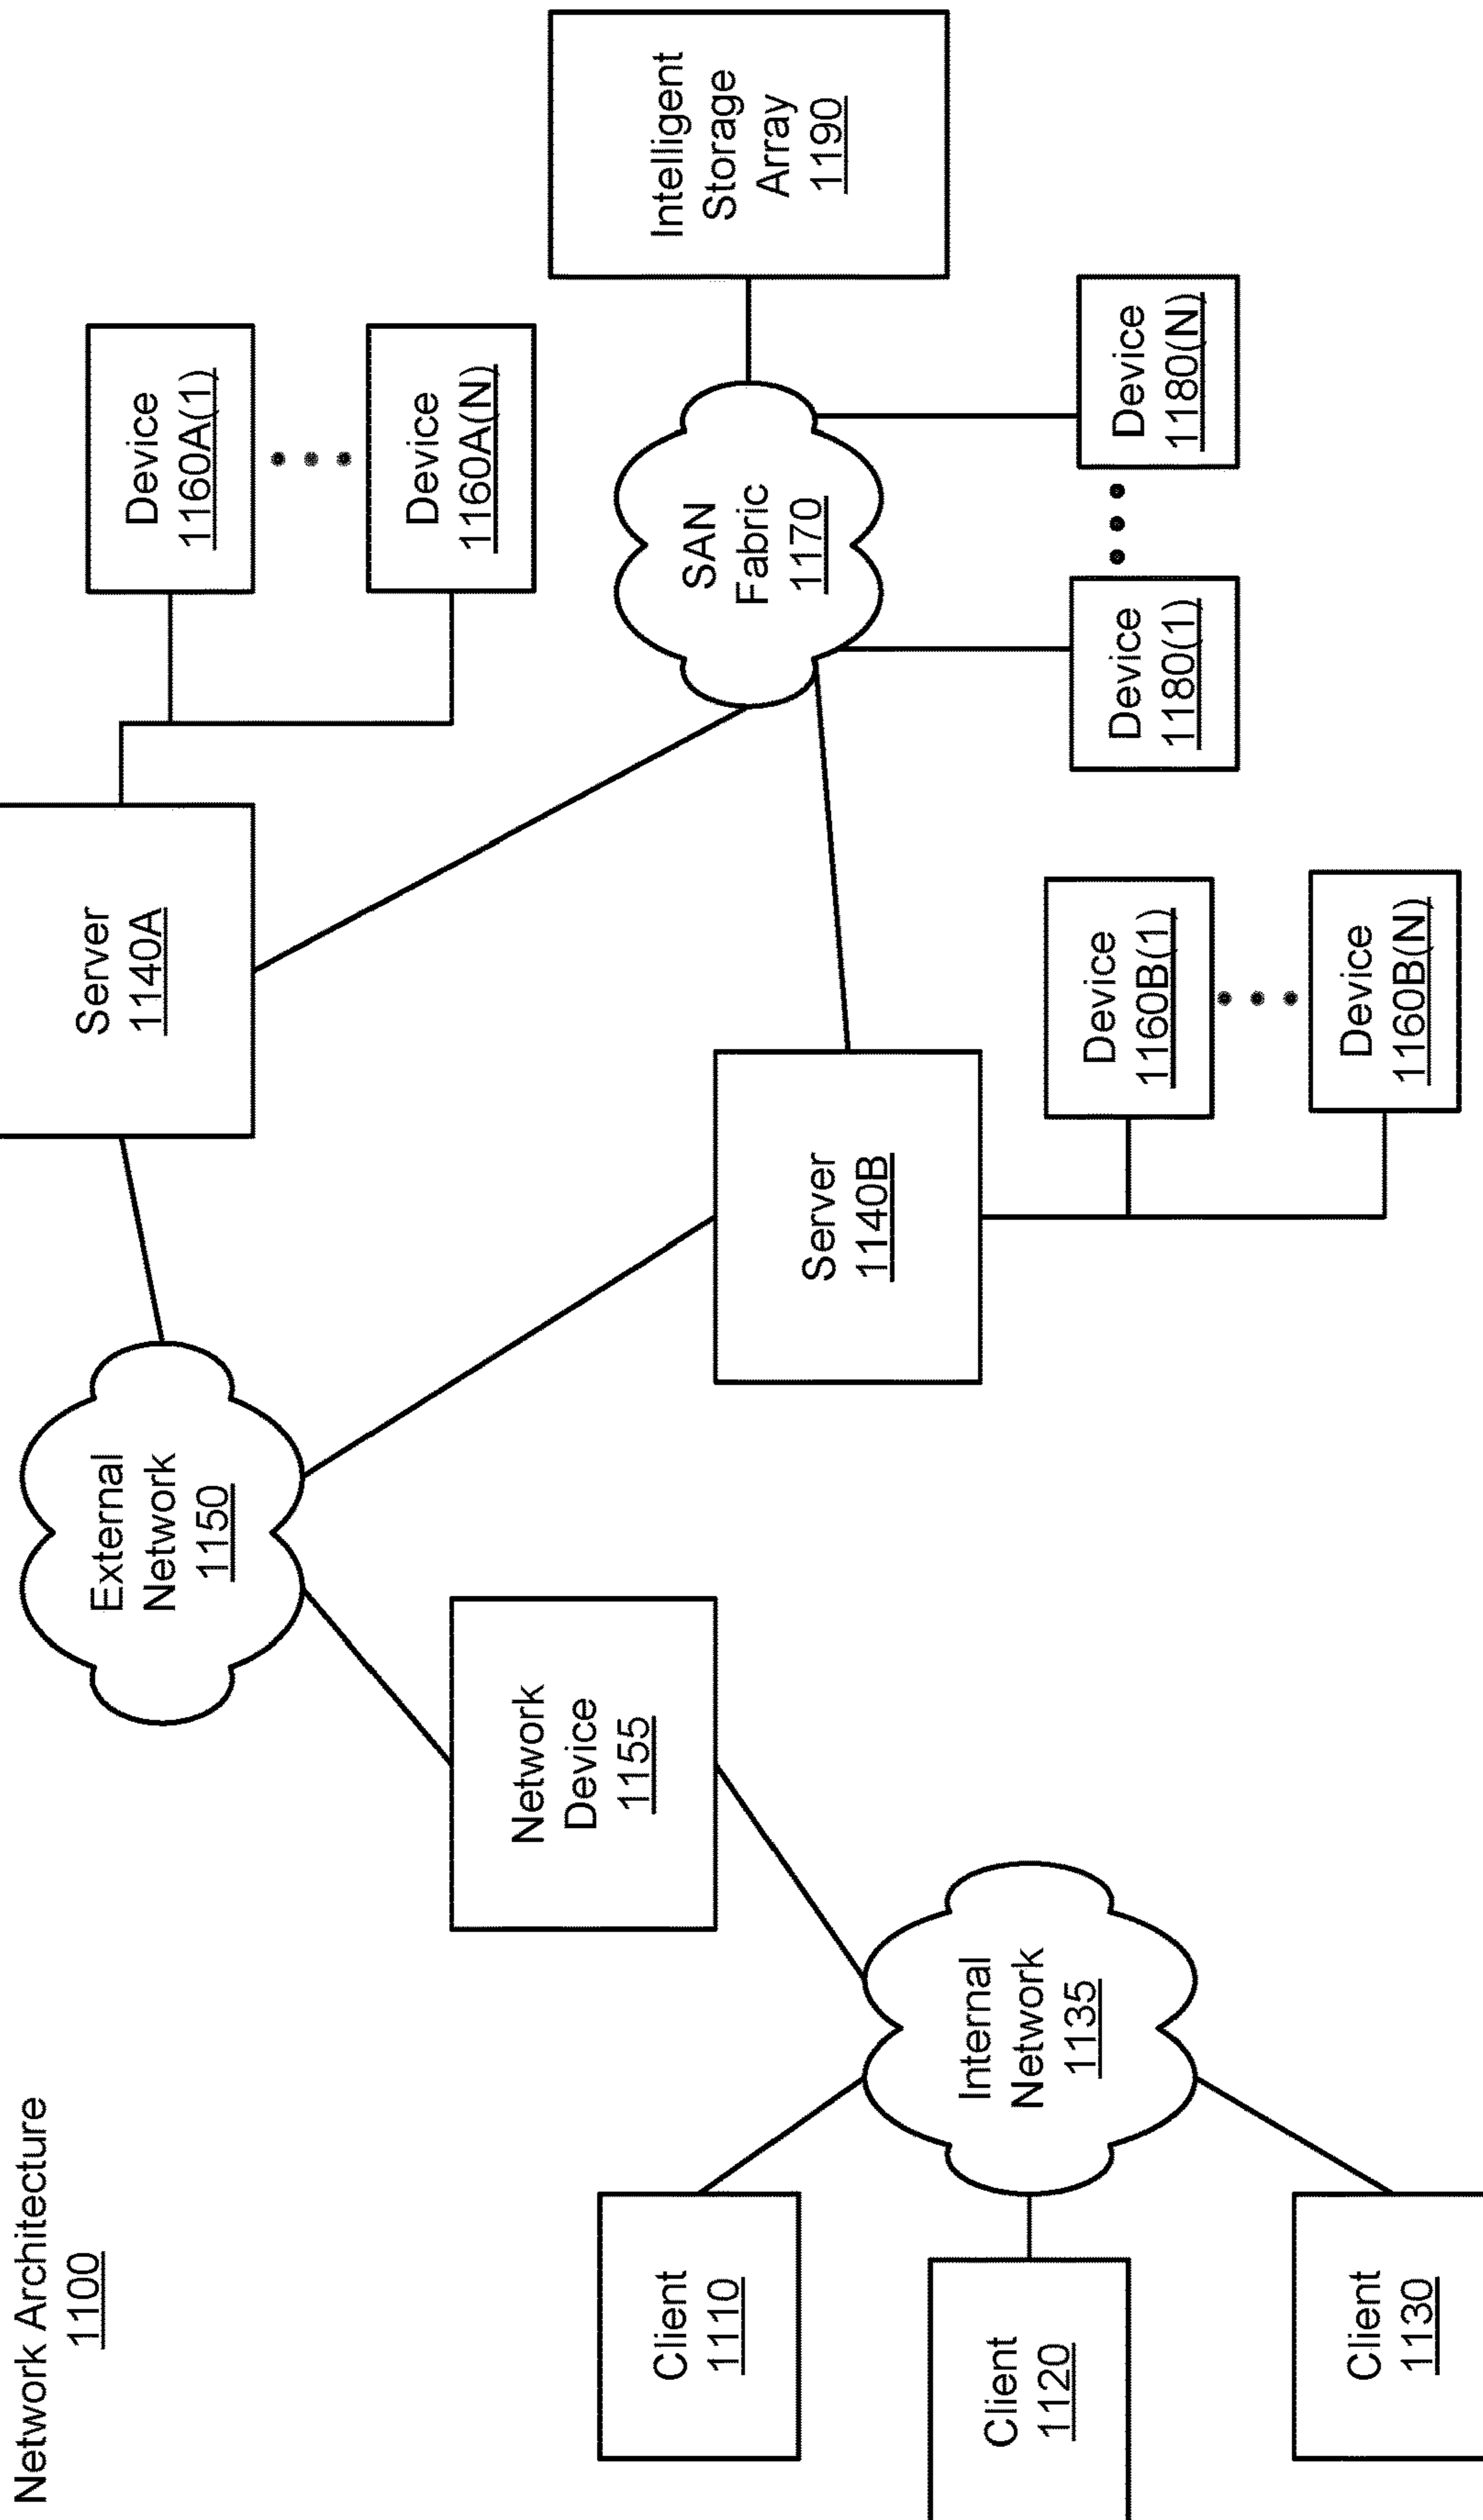 Network Architecture
1100
Client
1110
Client
1120
Client
1130
Internal
Network
1135
Network
Device
1155
External
Network
1150
Server
1140A
Server
1140B
Device
1160A(1)
Device
1160A(N)
Device
1160B(1)
Device
1160B(N)
SAN
Fabric
1170
Device
1180(1)
Device
1180(N)
Intelligent
Storage
Array
1190